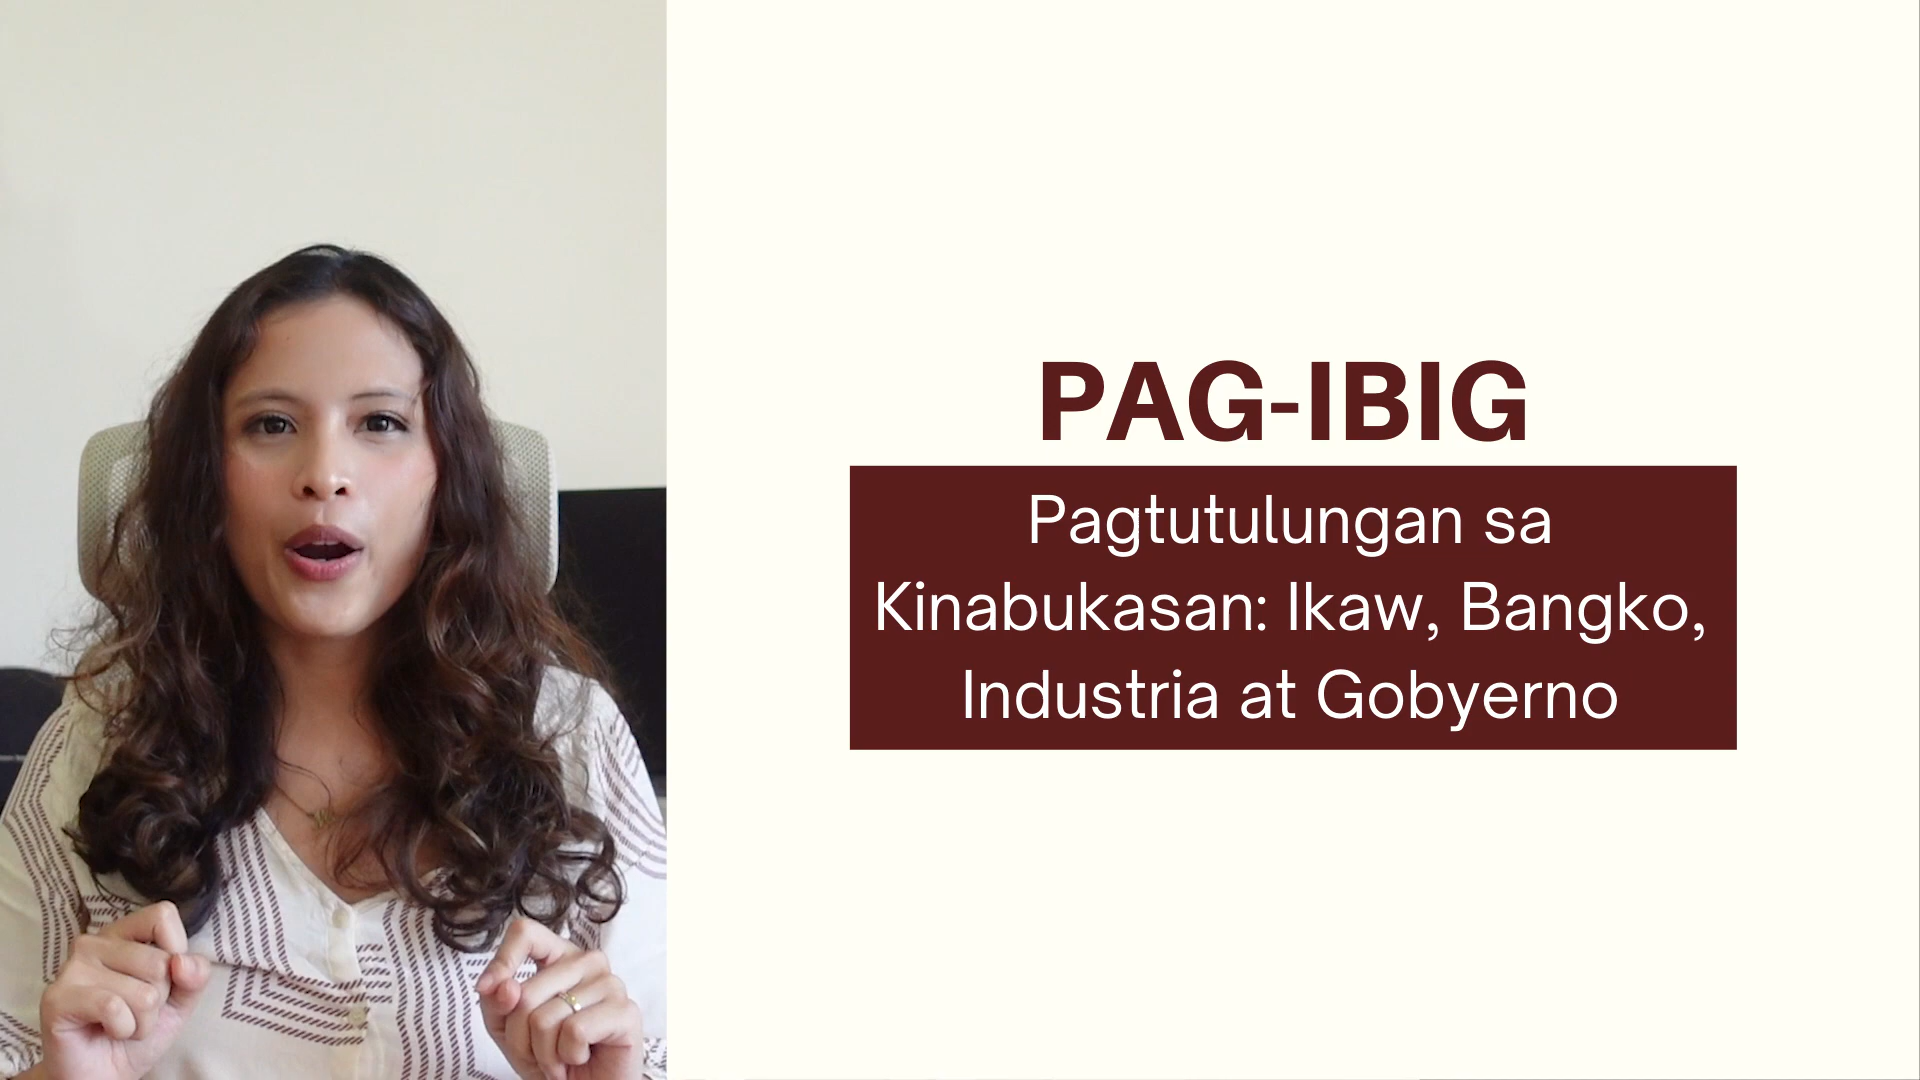 PAG-IBIG
Pagtutulungan sa
Kinabukasan: Ikaw, Bangko,
Industria at Gobyerno